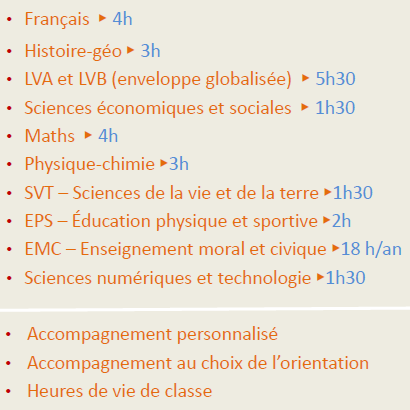 • Français ▸ 4h
• Histoire-géo ▸ 3h
• LVA et LVB (enveloppe globalisée) ▸ 5h30
• Sciences économiques et sociales ▸ 1h30
• Maths ▸ 4h
• Physique-chimie ▸3h
• SVT – Sciences de la vie et de la terre ▸1h30
• EPS – Éducation physique et sportive ▸2h
• EMC – Enseignement moral et civique ▸18 h/an
• Sciences numériques et technologie ▸1h30
• Accompagnement personnalisé
• Accompagnement au choix de l’orientation
• Heures de vie de classe